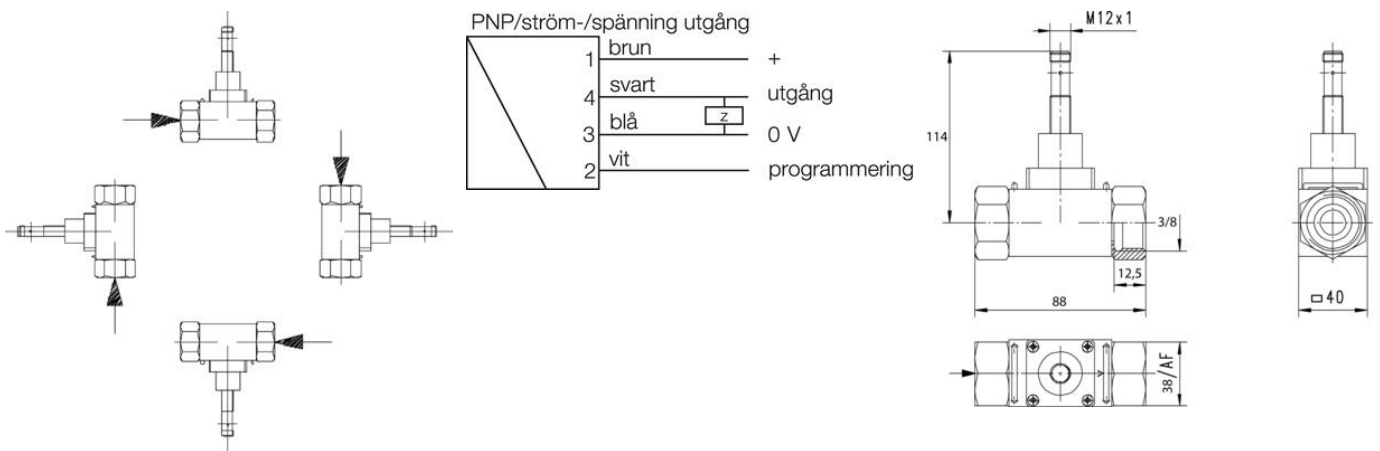 PNP/ström-/spänning utgång
1 brun +
4 svart utgång
Z
3 blå 0 V
2 vit programmering
M12x1
114
3/8
12,5
88
□40
38/AF